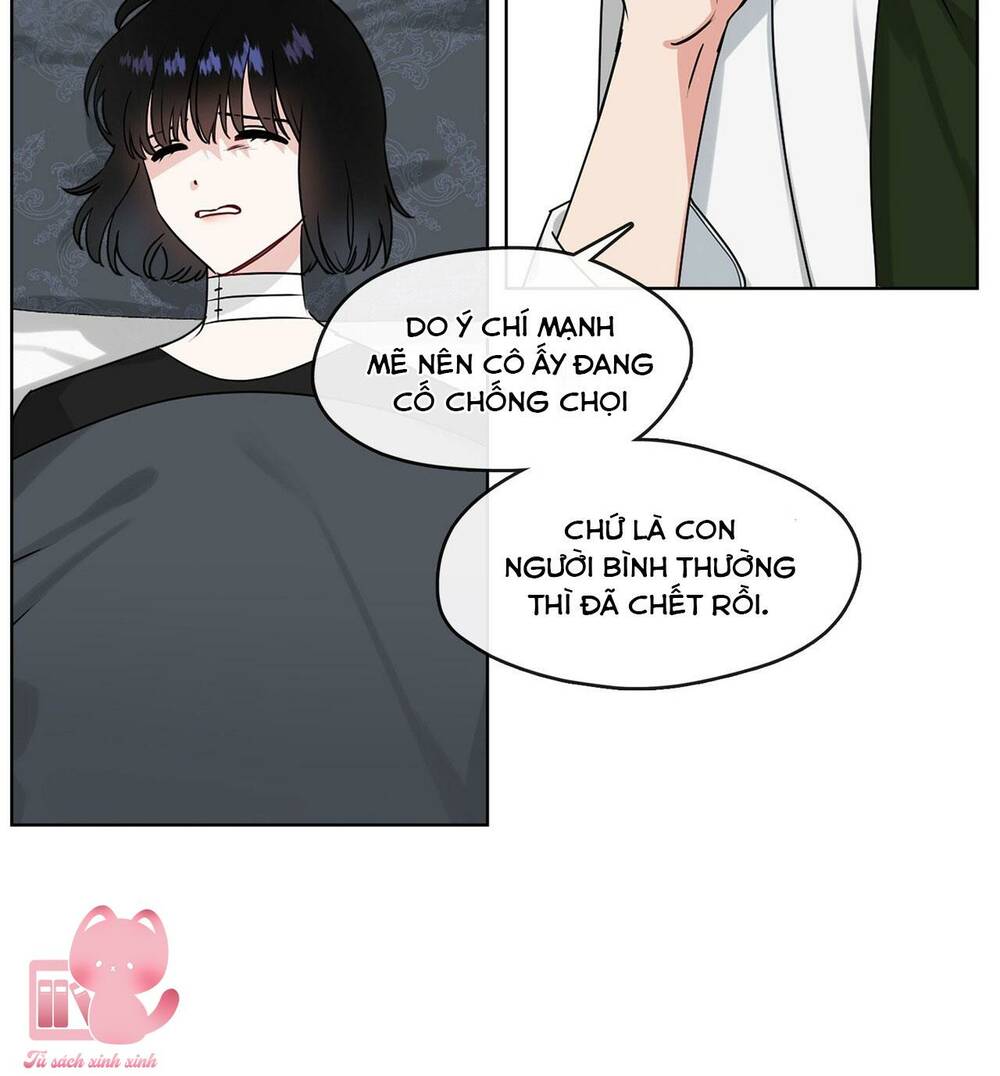 DO Ý CHÍ MẠNH
MẼ NÊN CÔ ẤY ĐANG
CỐ CHỐNG CHỌI
CHỨ LÀ CON
NGƯỜI BÌNH THƯỜNG
THÌ ĐÃ CHẾT RỒI.
Tủ sách xinh xinh